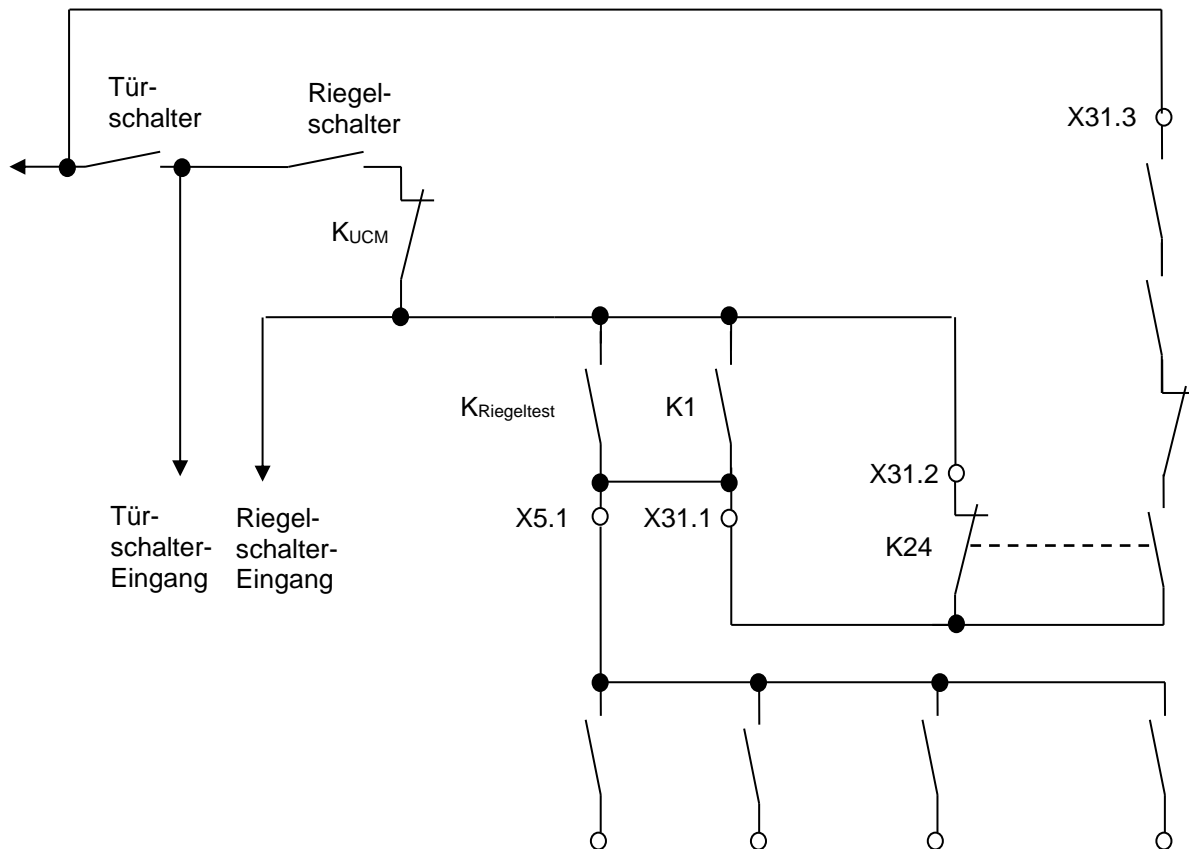 Tür-
schalter
Riegel-
schalter
X31.3
KUCM
KRiegeltest
K1
X31.2
X5.1
X31.1
K24
Tür-
schalter-
Eingang
Riegel-
schalter-
Eingang